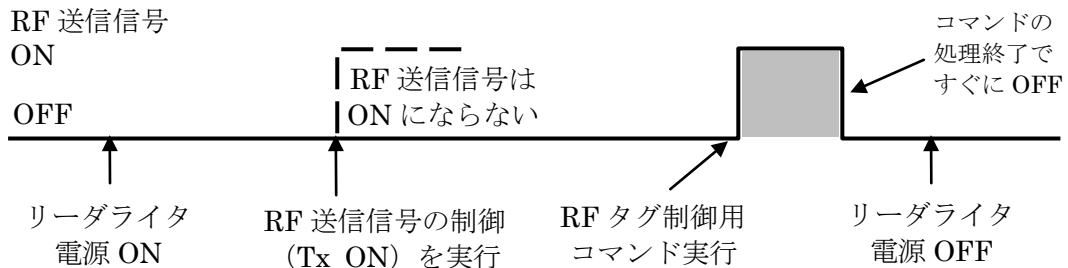 RF 送信信号
ON
OFF
RF 送信信号は
ON にならない
コマンドの
処理終了で
すぐに OFF
リーダライタ
電源 ON
RF 送信信号の制御
（Tx ON）を実行
RF タグ制御用
コマンド実行
リーダライタ
電源 OFF